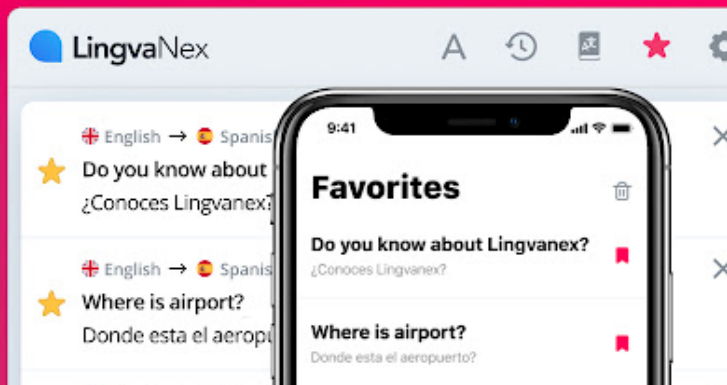 LingvaNex
English → Spanis
Do you know about
¿Conoces Lingvanex?
English → Spanis
Where is airport?
Donde esta el aeropu
9:41
Favorites
Do you know about Lingvanex?
¿Conoces Lingvanex?
Where is airport?
Donde esta el aeropuerto?